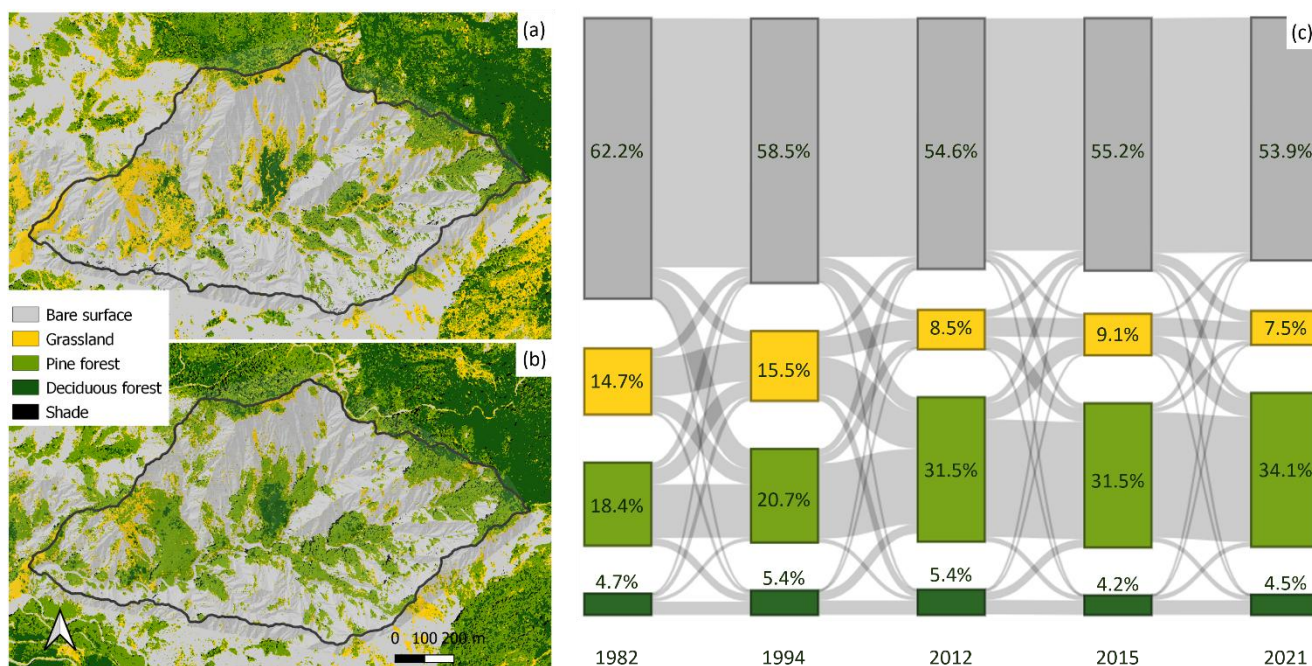 (a)
Bare surface
Grassland
Pine forest
Deciduous forest
Shade
(b)
0 100 200 m
(c)
62.2% 58.5% 54.6% 55.2% 53.9%
14.7% 15.5% 8.5% 9.1% 7.5%
18.4% 20.7% 31.5% 31.5% 34.1%
4.7% 5.4% 5.4% 4.2% 4.5%
1982 1994 2012 2015 2021